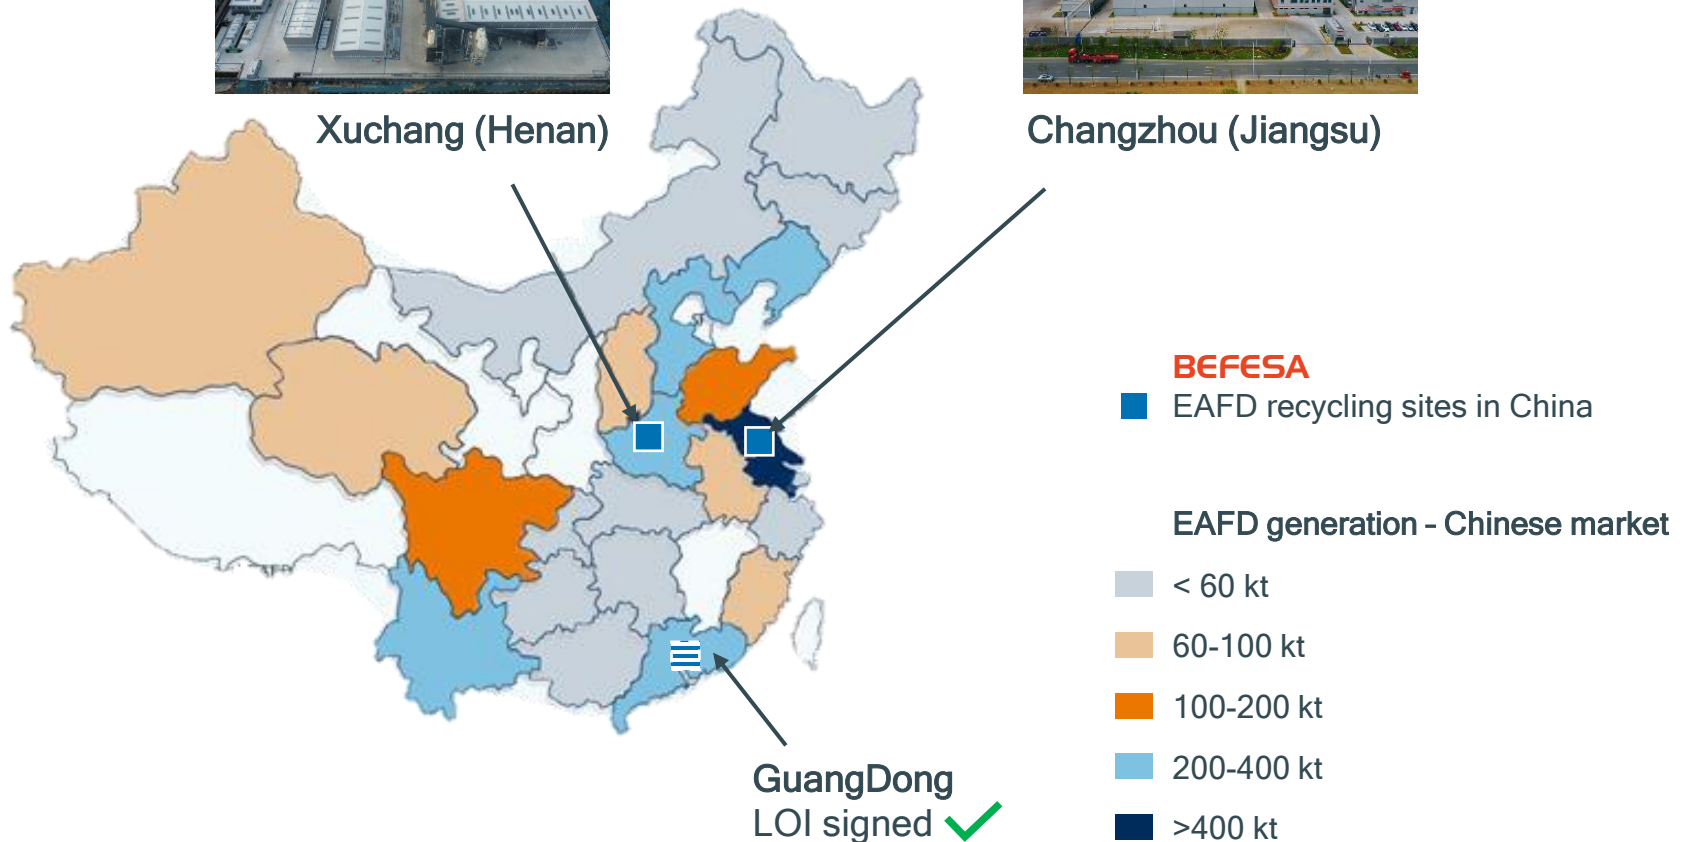 Xuchang (Henan)
Changzhou (Jiangsu)
BEFESA
EAFD recycling sites in China
EAFD generation - Chinese market
< 60 kt
60-100 kt
100-200 kt
200-400 kt
>400 kt
GuangDong
LOI signed